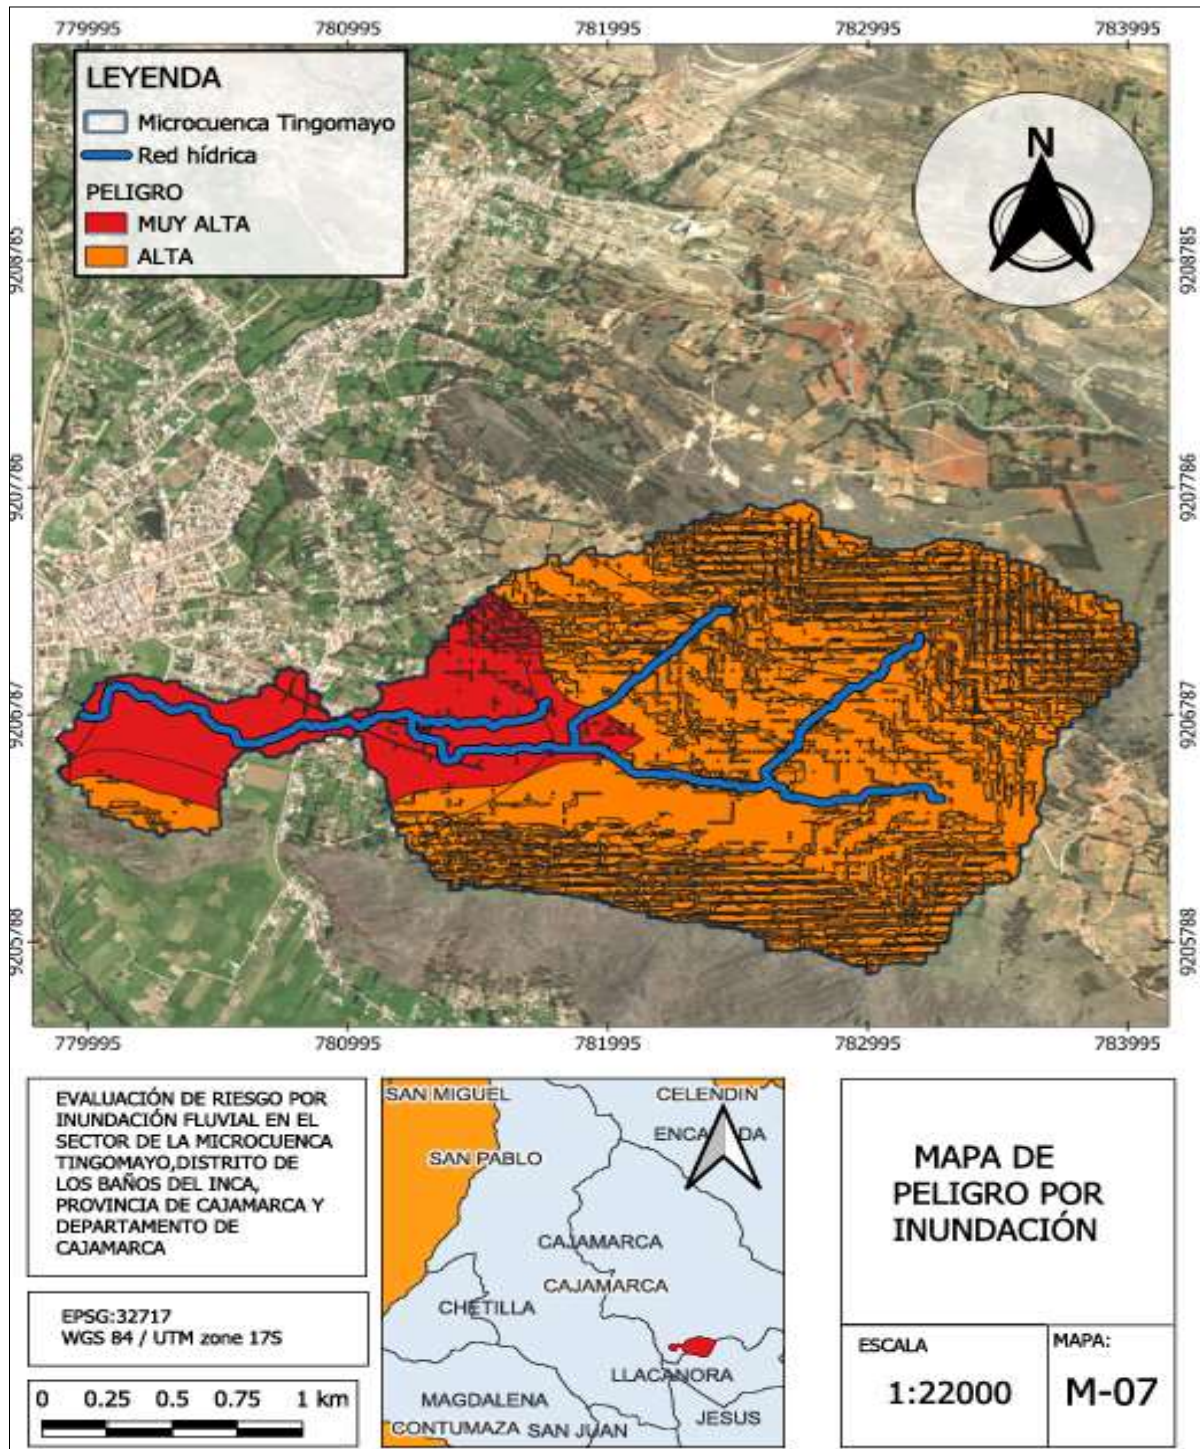 779995 780995 781995 782995 783995
LEYENDA
Microcuenca Tingomayo
Red hídrica
PELIGRO
MUY ALTA
ALTA
N
9208785
9208785
9207786
9207786
9206787
9206787
9205788
9205788
779995 780995 781995 782995 783995
EVALUACIÓN DE RIESGO POR
INUNDACIÓN FLUVIAL EN EL
SECTOR DE LA MICROCUENCA
TINGOMAYO,DISTRITO DE
LOS BAÑOS DEL INCA,
PROVINCIA DE CAJAMARCA Y
DEPARTAMENTO DE
CAJAMARCA
EPSG:32717
WGS 84 / UTM zone 17S
0 0.25 0.5 0.75 1 km
SAN MIGUEL
CELENDIN
SAN PABLO
CAJAMARCA
CAJAMARCA
CHETILLA
LLACANORA
MAGDALENA
JESUS
CONTUMAZA
SAN JUAN
MAPA DE
PELIGRO POR
INUNDACIÓN
ESCALA
1:22000
MAPA:
M-07